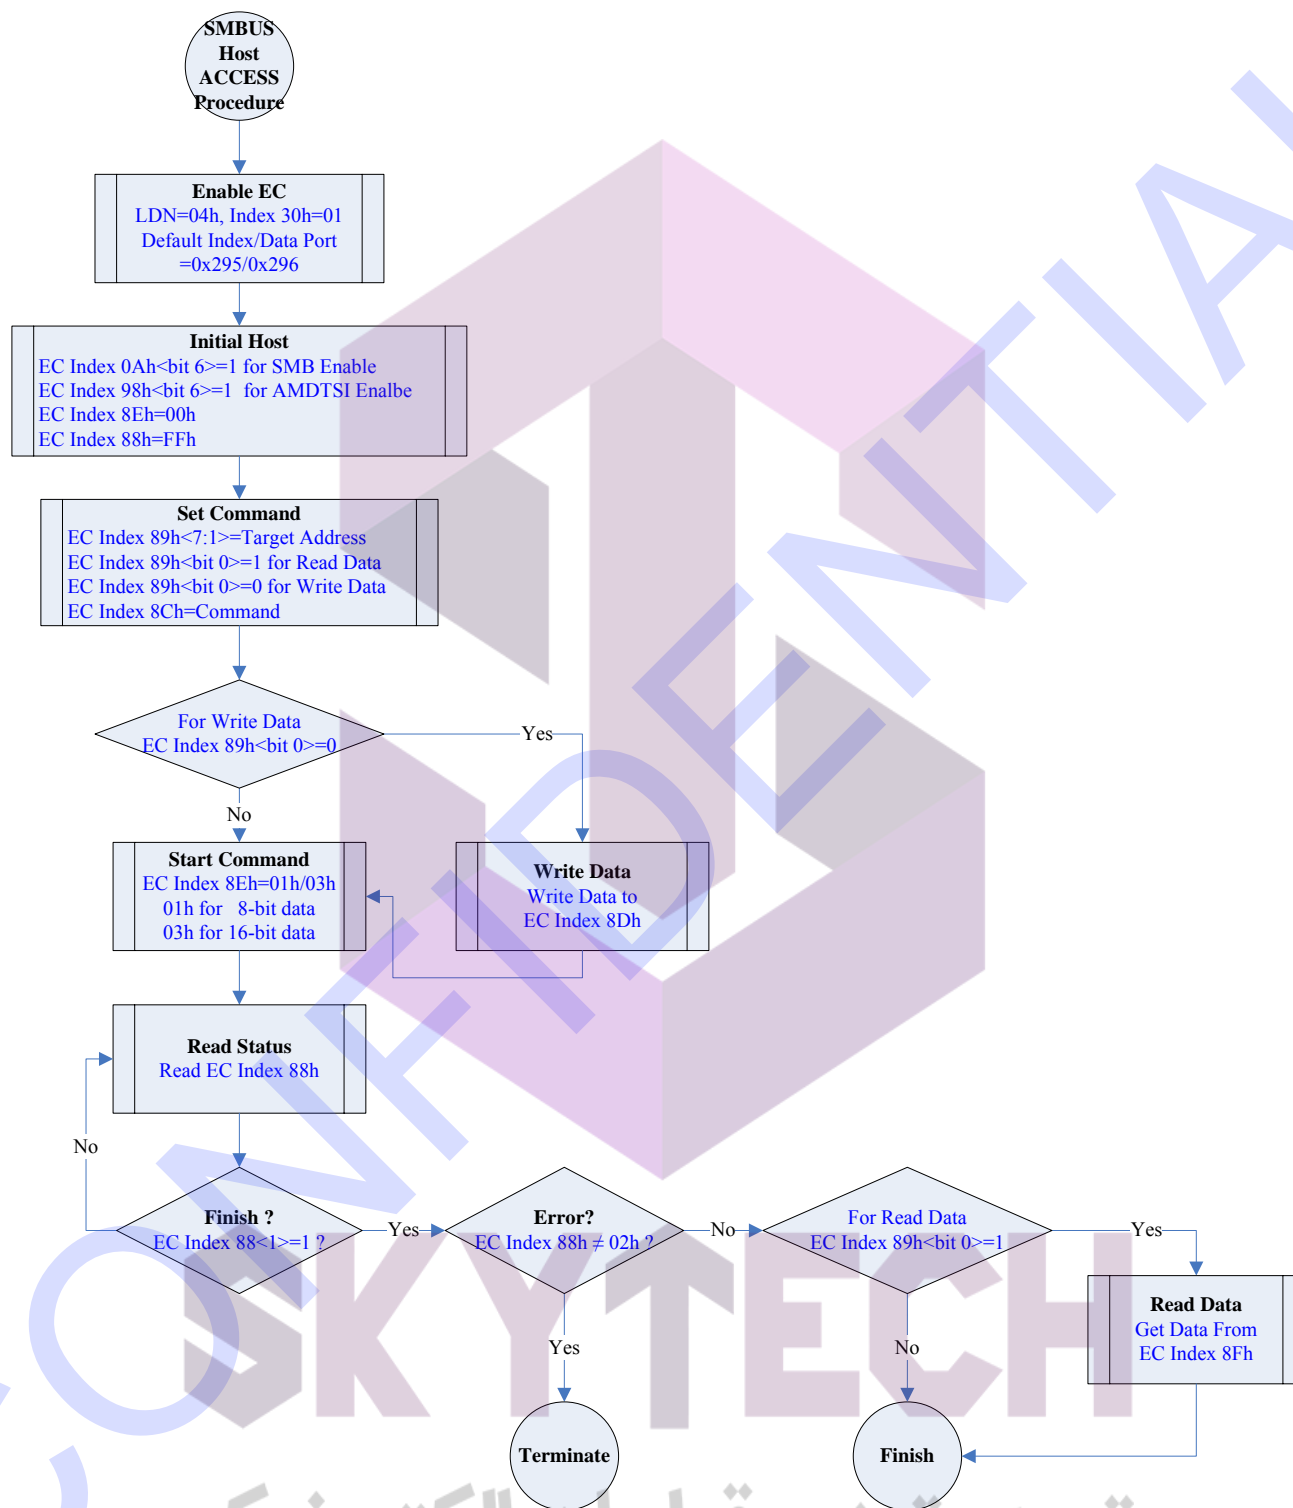 SMBUS
Host
ACCESS
Procedure
Enable EC
LDN=04h, Index 30h=01
Default Index/Data Port
=0x295/0x296
Initial Host
EC Index 0Ah<bit 6>=1 for SMB Enable
EC Index 98h<bit 6>=1 for AMDTSI Enalbe
EC Index 8Eh=00h
EC Index 88h=FFh
Set Command
EC Index 89h<7:1>=Target Address
EC Index 89h<bit 0>=1 for Read Data
EC Index 89h<bit 0>=0 for Write Data
EC Index 8Ch=Command
For Write Data
EC Index 89h<bit 0>=0
Yes
No
Start Command
EC Index 8Eh=01h/03h
01h for 8-bit data
03h for 16-bit data
Write Data
Write Data to
EC Index 8Dh
Read Status
Read EC Index 88h
No
Finish ?
EC Index 88<1>=1 ?
Yes
Error?
EC Index 88h ≠ 02h ?
No
For Read Data
EC Index 89h<bit 0>=1
Yes
Read Data
Get Data From
EC Index 8Fh
Yes
No
Terminate
Finish
CONFIDENTIAL
SKYTECH